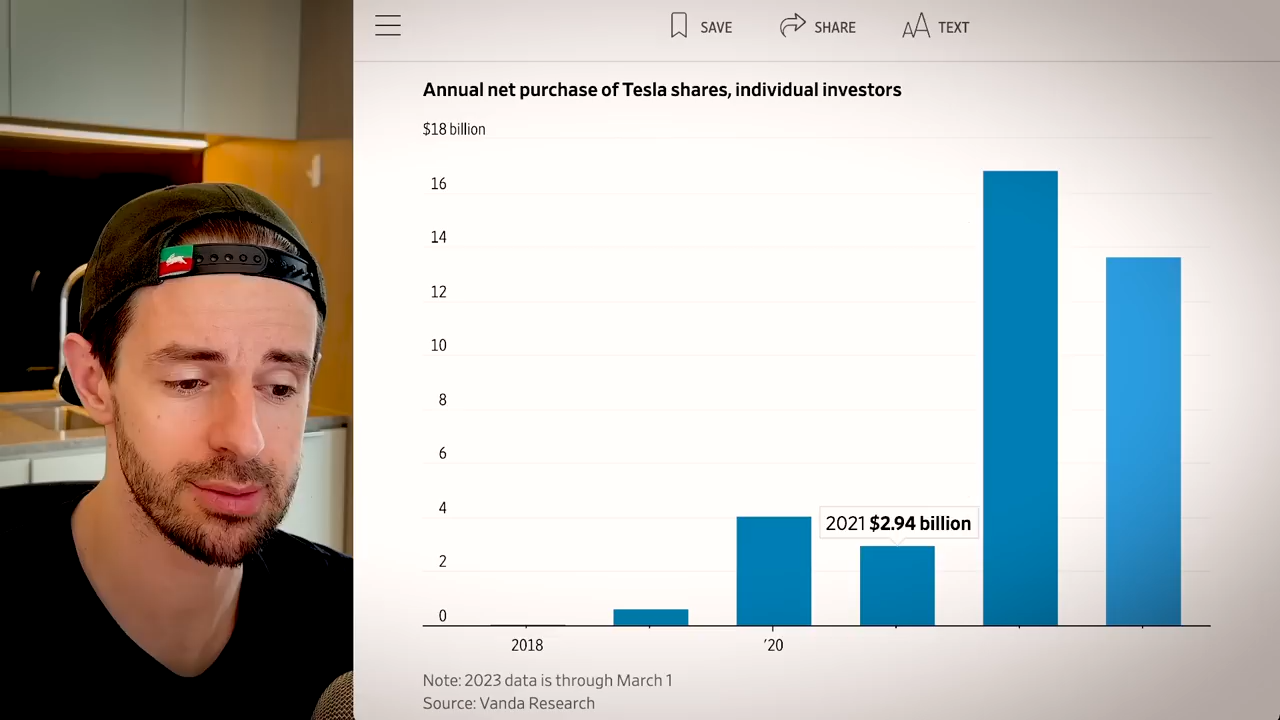 SAVE SHARE TEXT
Annual net purchase of Tesla shares, individual investors
$18 billion
16
14
12
10
8
6
4
2
0
2021 $2.94 billion
2018 ’20
Note: 2023 data is through March 1
Source: Vanda Research